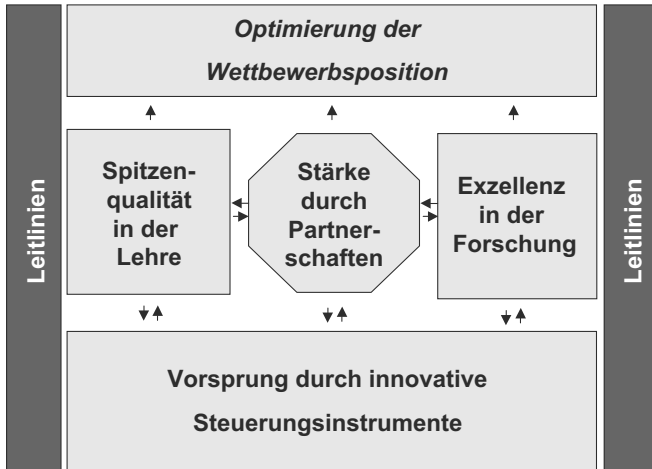 Leitlinien
Optimierung der
Wettbewerbsposition
Spitzen-
qualität
in der
Lehre
Stärke
durch
Partner-
schaften
Exzellenz
in der
Forschung
Vorsprung durch innovative
Steuerungsinstrumente
Leitlinien